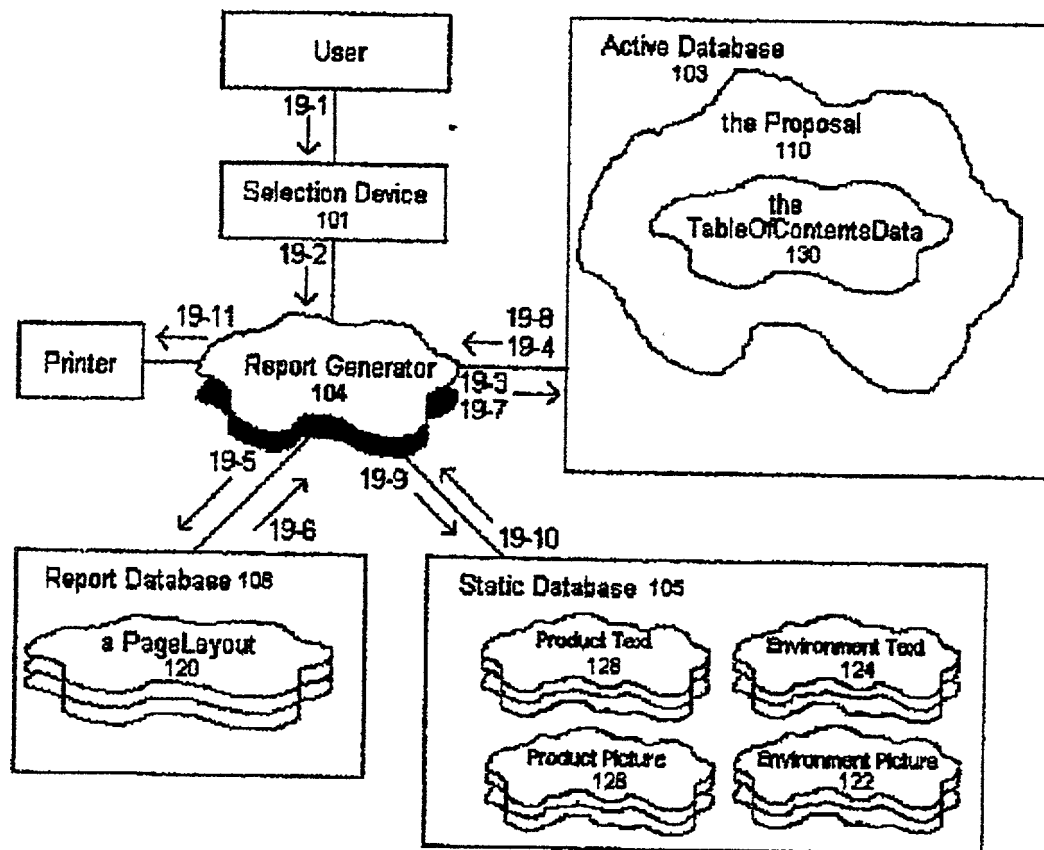 User
19-1
Selection Device
101
19-2
Active Database
103
the Proposal
110
the
TableOfContentsData
130
19-11
Printer
Report Generator
104
19-8
19-4
19-3
19-7
19-5
19-6
19-9
19-10
Report Database 108
a PageLayout
120
Static Database 105
Product Text
128
Environment Text
124
Product Picture
128
Environment Picture
122